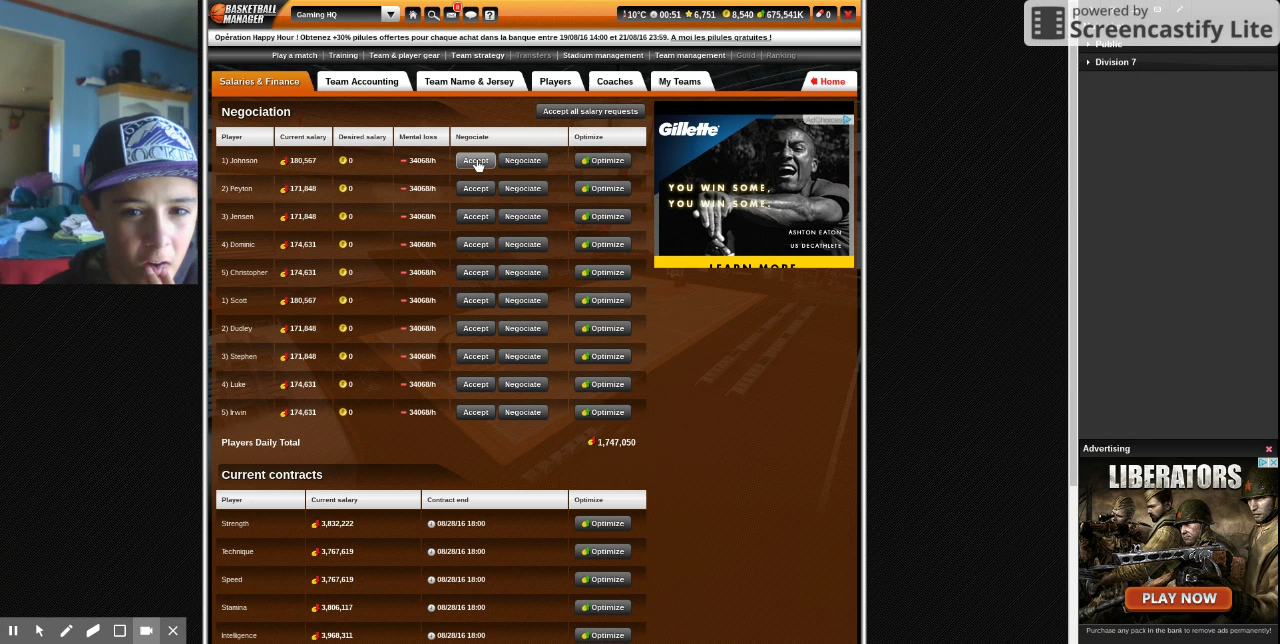 BASKETBALL
MANAGER
Gaming HQ
8
10°C 00:51 6,751 8,540 675,541K 0
powered by
Screencastify Lite
Opération Happy Hour ! Obtenez +30% pilules offertes pour chaque achat dans la banque entre 19/08/16 14:00 et 21/08/16 23:59. A moi les pilules gratuites !
Public
Play a match | Training | Team & player gear | Team strategy | Transfers | Stadium management | Team management | Guild | Ranking
Division 7
Salaries & Finance Team Accounting Team Name & Jersey Players Coaches My Teams Home
Negociation Accept all salary requests
Player Current salary Desired salary Mental loss Negociate Optimize
1) Johnson 180,567 0 34068/h Accept Negociate Optimize
2) Peyton 171,848 0 34068/h Accept Negociate Optimize
3) Jensen 171,848 0 34068/h Accept Negociate Optimize
4) Dominic 174,631 0 34068/h Accept Negociate Optimize
5) Christopher 174,631 0 34068/h Accept Negociate Optimize
1) Scott 180,567 0 34068/h Accept Negociate Optimize
2) Dudley 171,848 0 34068/h Accept Negociate Optimize
3) Stephen 171,848 0 34068/h Accept Negociate Optimize
4) Luke 174,631 0 34068/h Accept Negociate Optimize
5) Irwin 174,631 0 34068/h Accept Negociate Optimize
Players Daily Total 1,747,050
Current contracts
Player Current salary Contract end Optimize
Strength 3,832,222 08/28/16 18:00 Optimize
Technique 3,767,619 08/28/16 18:00 Optimize
Speed 3,767,619 08/28/16 18:00 Optimize
Stamina 3,806,117 08/28/16 18:00 Optimize
Intelligence 3,968,311 08/28/16 18:00 Optimize
AdChoices
Gillette
YOU WIN SOME,
YOU WIN SOME.
ASHTON EATON
US DECATHLETE
LEARN MORE
Advertising
LIBERATORS
PLAY NOW
Purchase any pack in the bank to remove ads permanently!